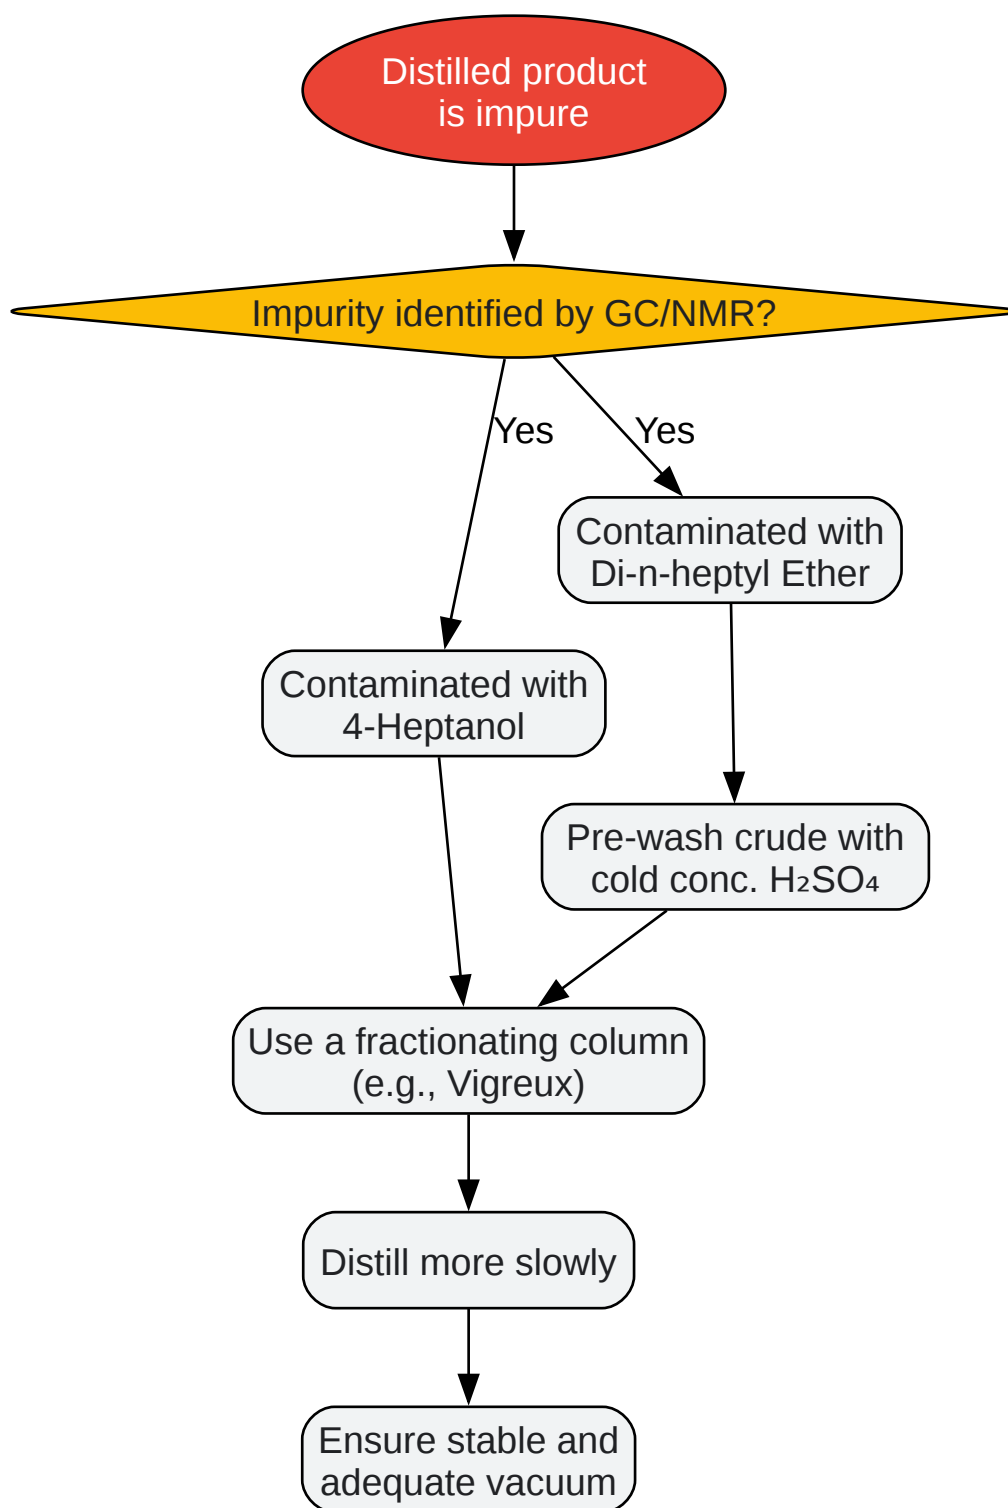 Distilled product
is impure
Impurity identified by GC/NMR?
Yes
Yes
Contaminated with
Di-n-heptyl Ether
Contaminated with
4-Heptanol
Pre-wash crude with
cold conc. H₂SO₄
Use a fractionating column
(e.g., Vigreux)
Distill more slowly
Ensure stable and
adequate vacuum